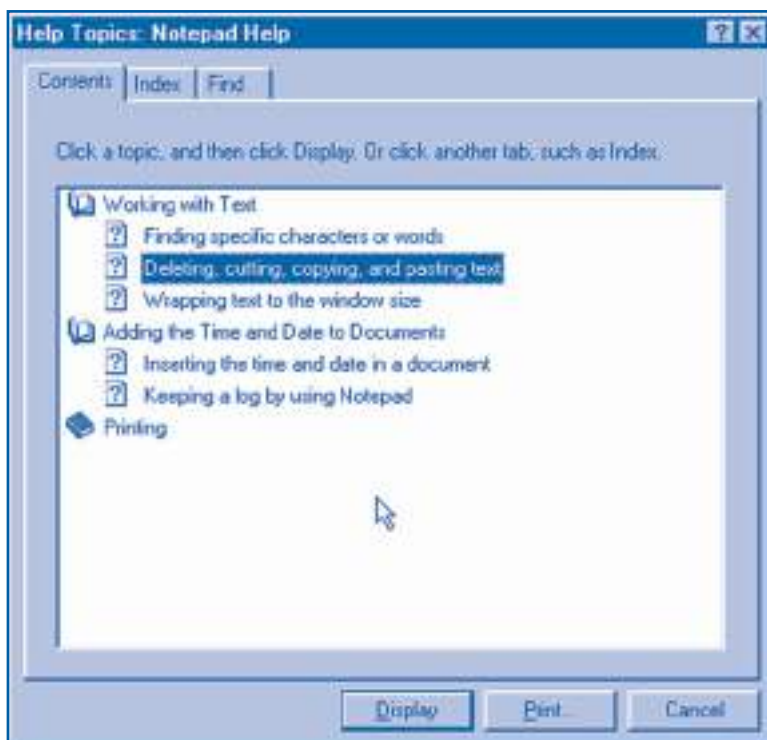 Help Topics: Notepad Help
Contents Index Find
Click a topic, and then click Display. Or click another tab, such as Index.
Working with Text
Finding specific characters or words
Deleting, cutting, copying, and pasting text
Wrapping text to the window size
Adding the Time and Date to Documents
Inserting the time and date in a document
Keeping a log by using Notepad
Printing
Display Print... Cancel